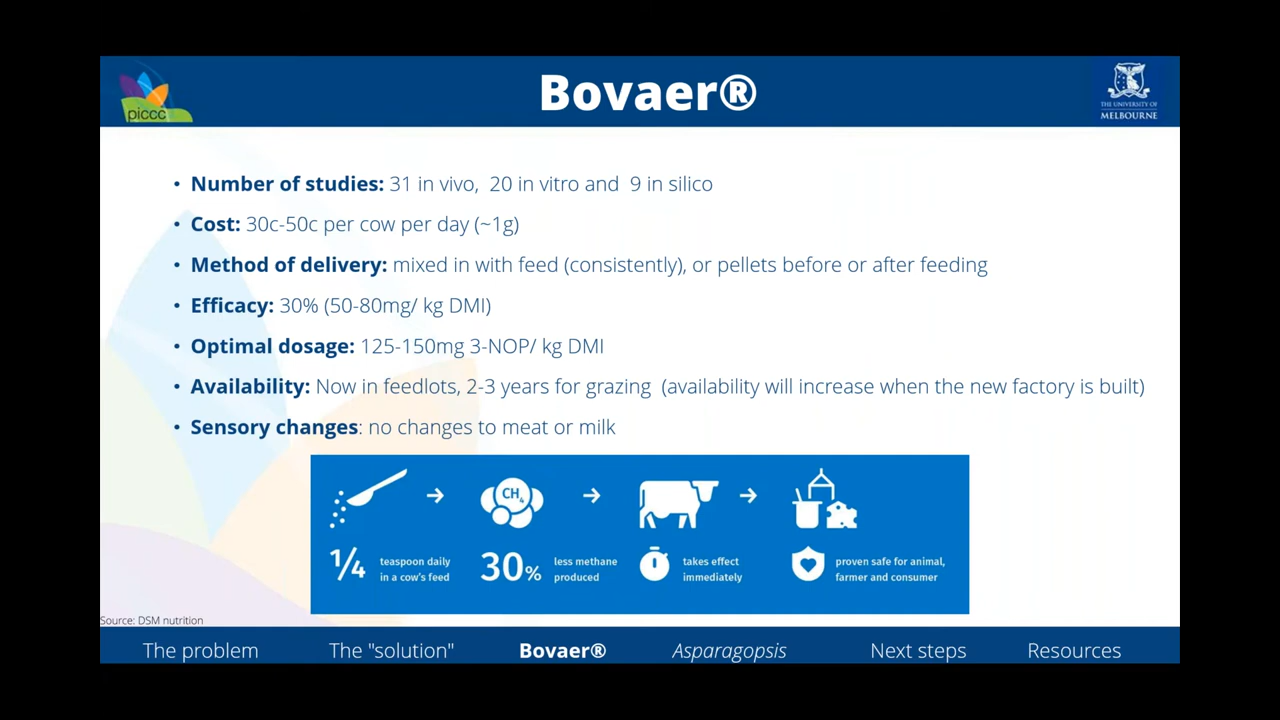 piccc
Bovaer®
THE UNIVERSITY OF
MELBOURNE
• Number of studies: 31 in vivo, 20 in vitro and 9 in silico
• Cost: 30c-50c per cow per day (~1g)
• Method of delivery: mixed in with feed (consistently), or pellets before or after feeding
• Efficacy: 30% (50-80mg/ kg DMI)
• Optimal dosage: 125-150mg 3-NOP/ kg DMI
• Availability: Now in feedlots, 2-3 years for grazing (availability will increase when the new factory is built)
• Sensory changes: no changes to meat or milk
CH4
1/4 teaspoon daily
in a cow's feed
30% less methane
produced
takes effect
immediately
proven safe for animal,
farmer and consumer
Source: DSM nutrition
The problem
The "solution"
Bovaer®
Asparagopsis
Next steps
Resources